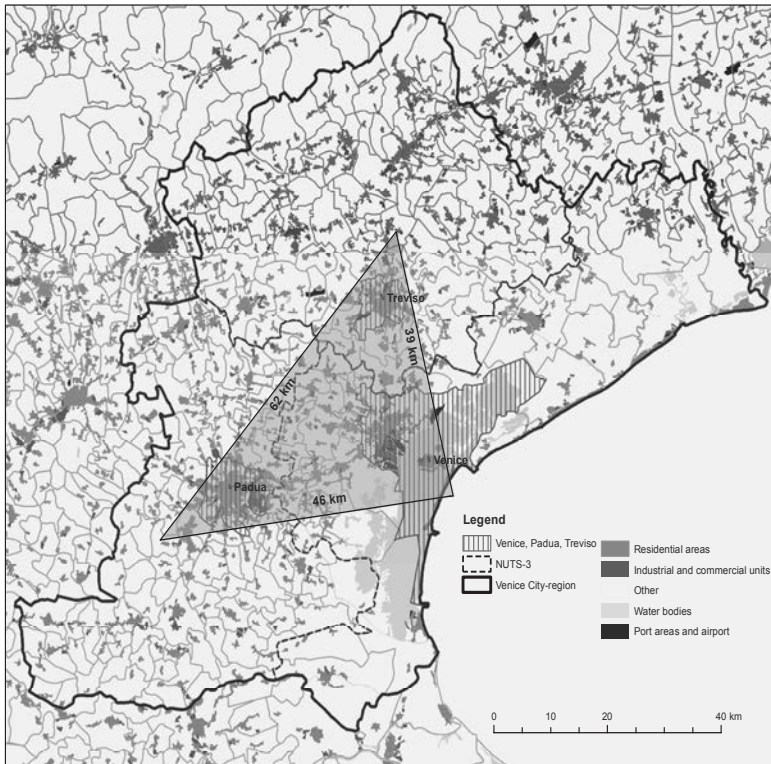 Treviso
39 km
62 km
Venice
Padua
46 km
Legend
Venice, Padua, Treviso
NUTS-3
Venice City-region
Residential areas
Industrial and commercial units
Other
Water bodies
Port areas and airport
0 10 20 40 km